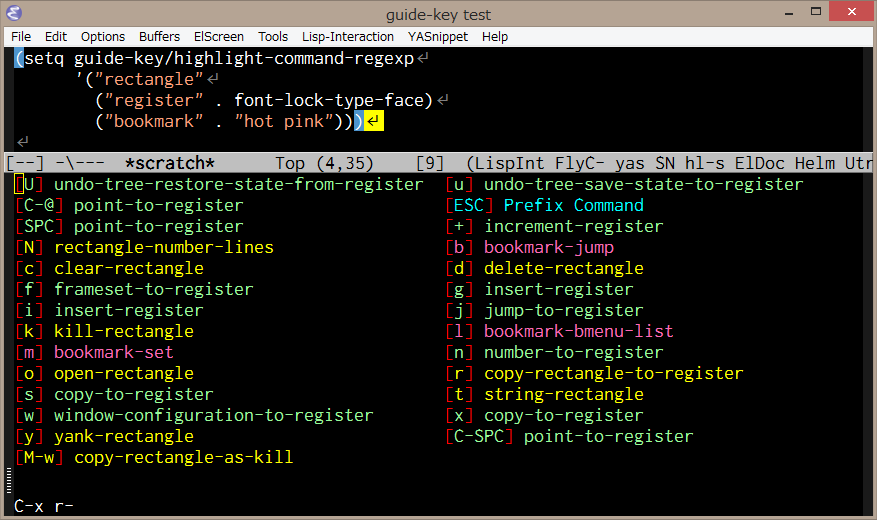 guide-key test
File Edit Options Buffers ElScreen Tools Lisp-Interaction YASnippet Help
(setq guide-key/highlight-command-regexp↵
      '("rectangle"↵
        ("register" . font-lock-type-face)↵
        ("bookmark" . "hot pink")))↵
↵
[--] -\--- *scratch* Top (4,35) [9] (LispInt FlyC- yas SN hl-s ElDoc Helm Utr
[U] undo-tree-restore-state-from-register [u] undo-tree-save-state-to-register
[C-@] point-to-register [ESC] Prefix Command
[SPC] point-to-register [+] increment-register
[N] rectangle-number-lines [b] bookmark-jump
[c] clear-rectangle [d] delete-rectangle
[f] frameset-to-register [g] insert-register
[i] insert-register [j] jump-to-register
[k] kill-rectangle [l] bookmark-bmenu-list
[m] bookmark-set [n] number-to-register
[o] open-rectangle [r] copy-rectangle-to-register
[s] copy-to-register [t] string-rectangle
[w] window-configuration-to-register [x] copy-to-register
[y] yank-rectangle [C-SPC] point-to-register
[M-w] copy-rectangle-as-kill
C-x r-